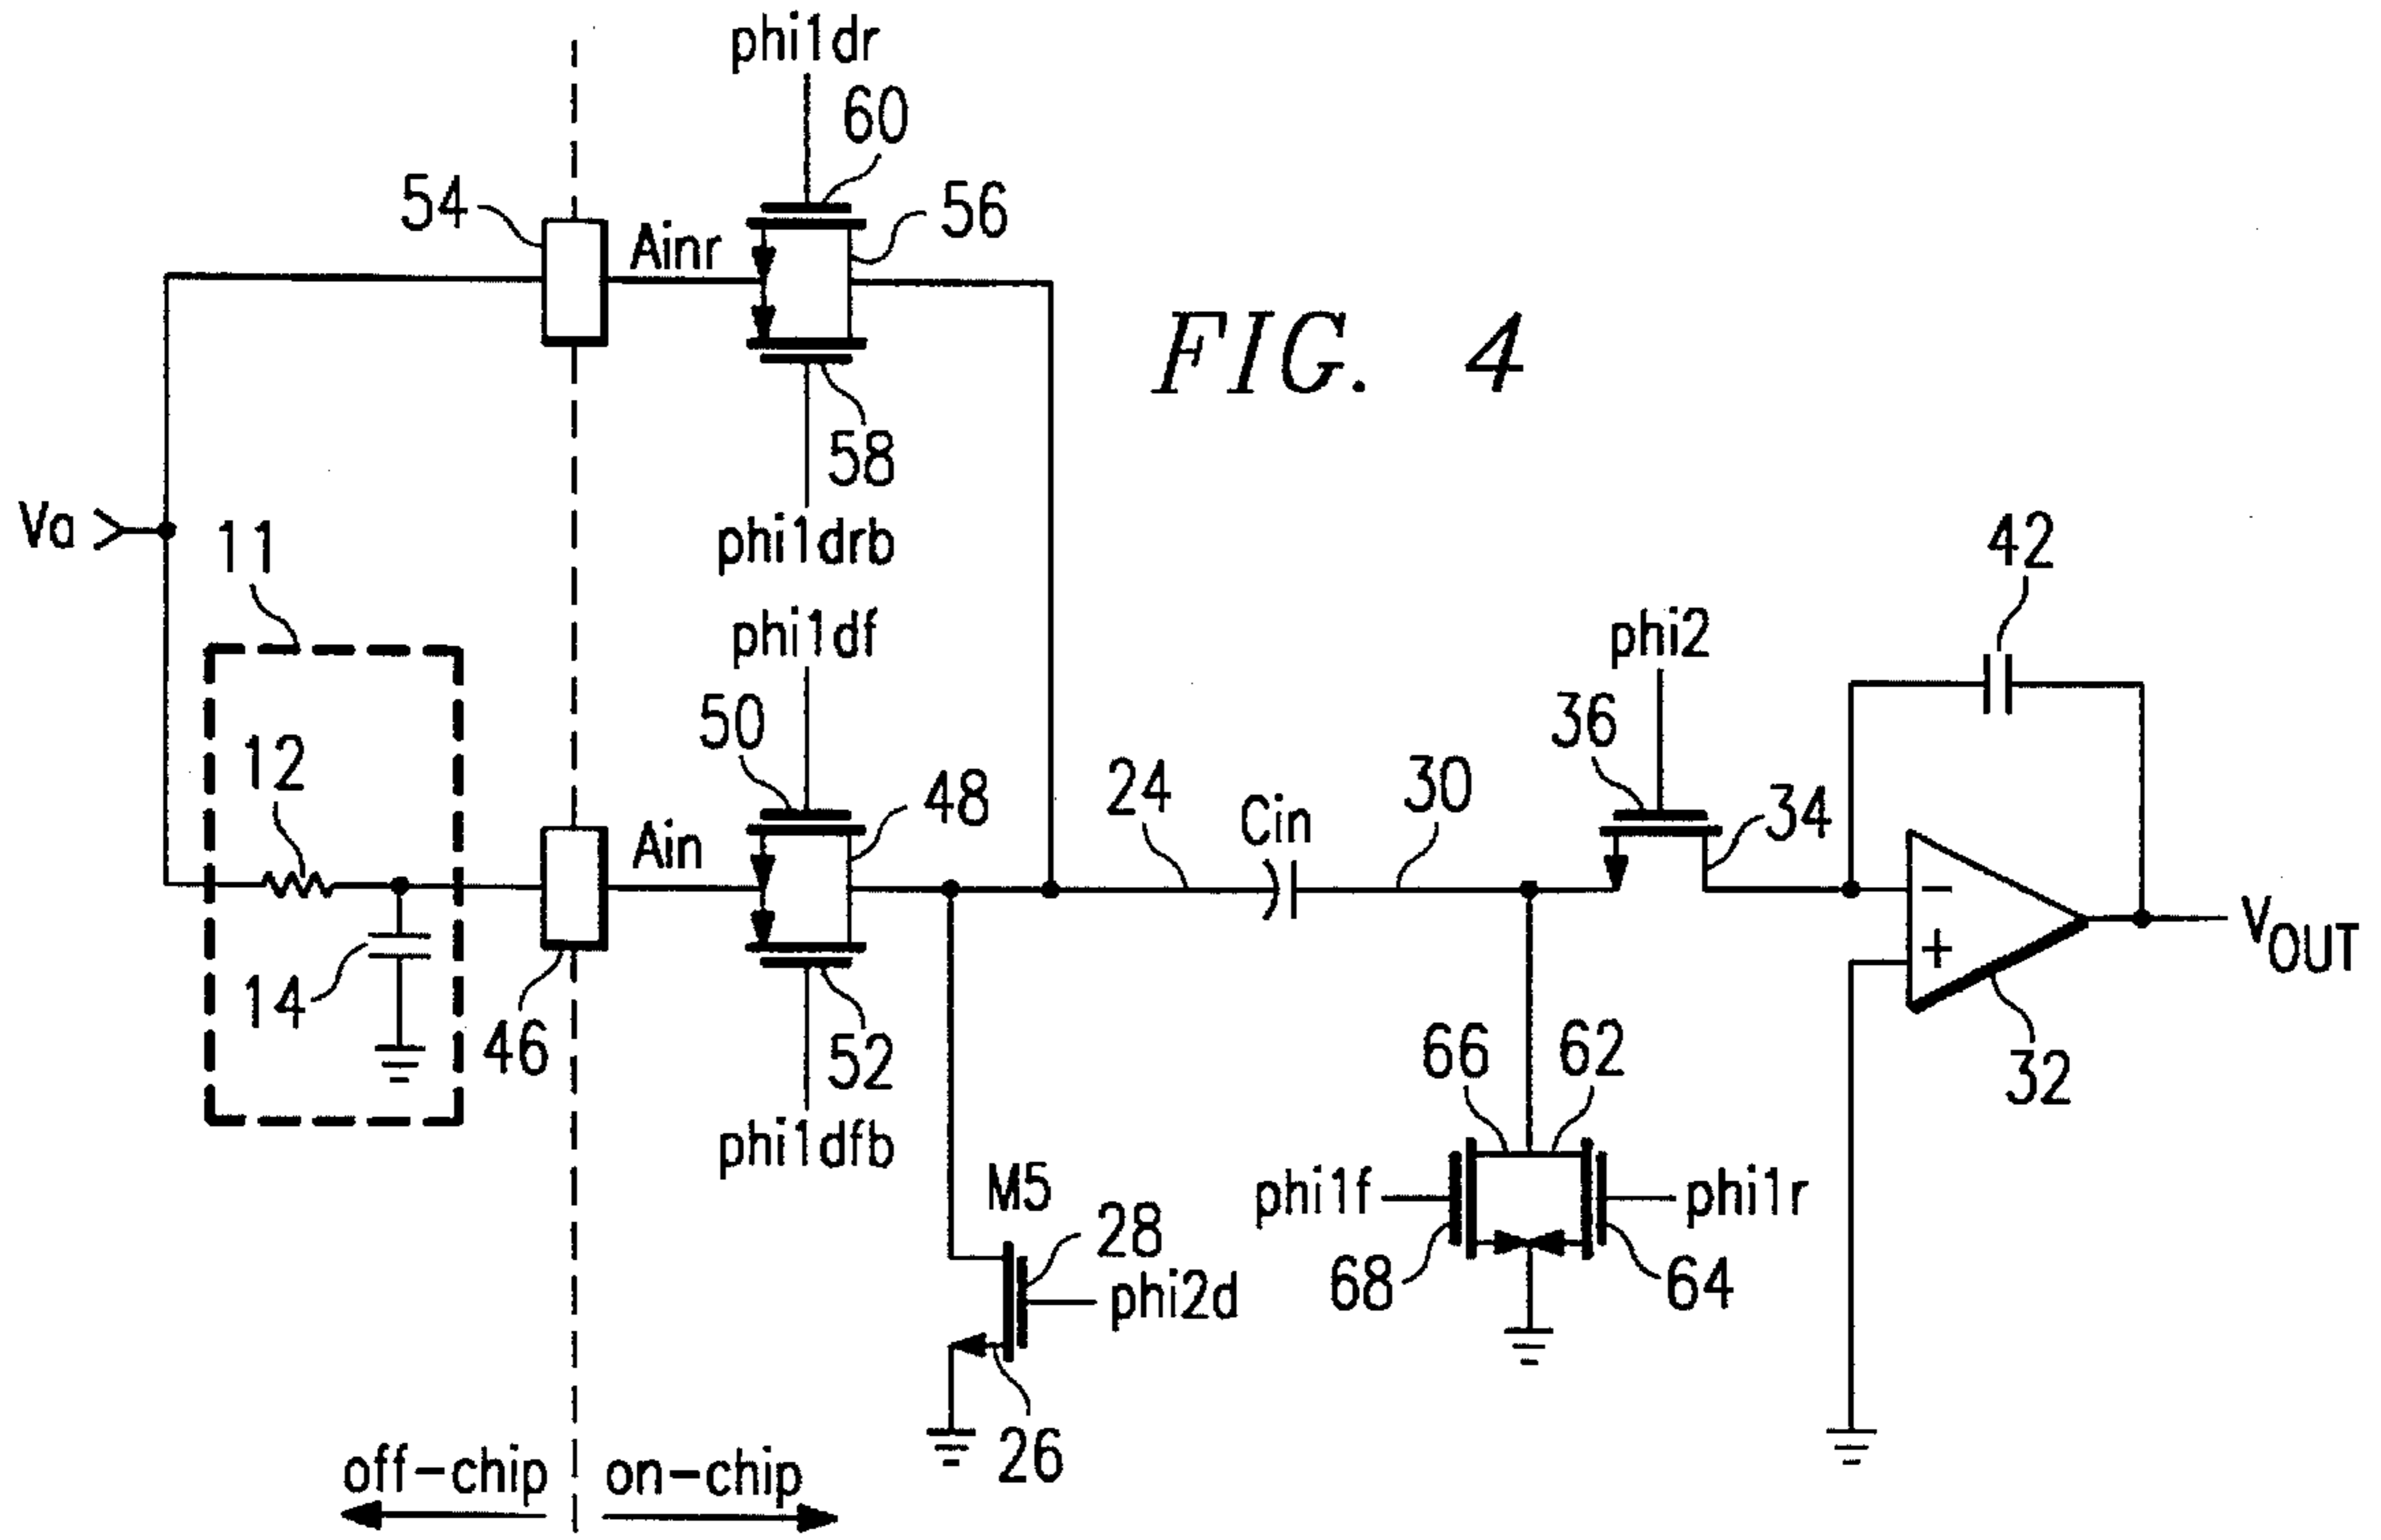 phi1dr
60
54
Ainr
56
FIG. 4
58
Va
11
phi1drb
42
phi1df
phi2
50
36
12
48
24
Cin
30
34
Ain
14
46
52
66
62
32
VOUT
phi1dfb
M5
phi1f
phi1r
28
68
64
phi2d
26
off-chip
on-chip